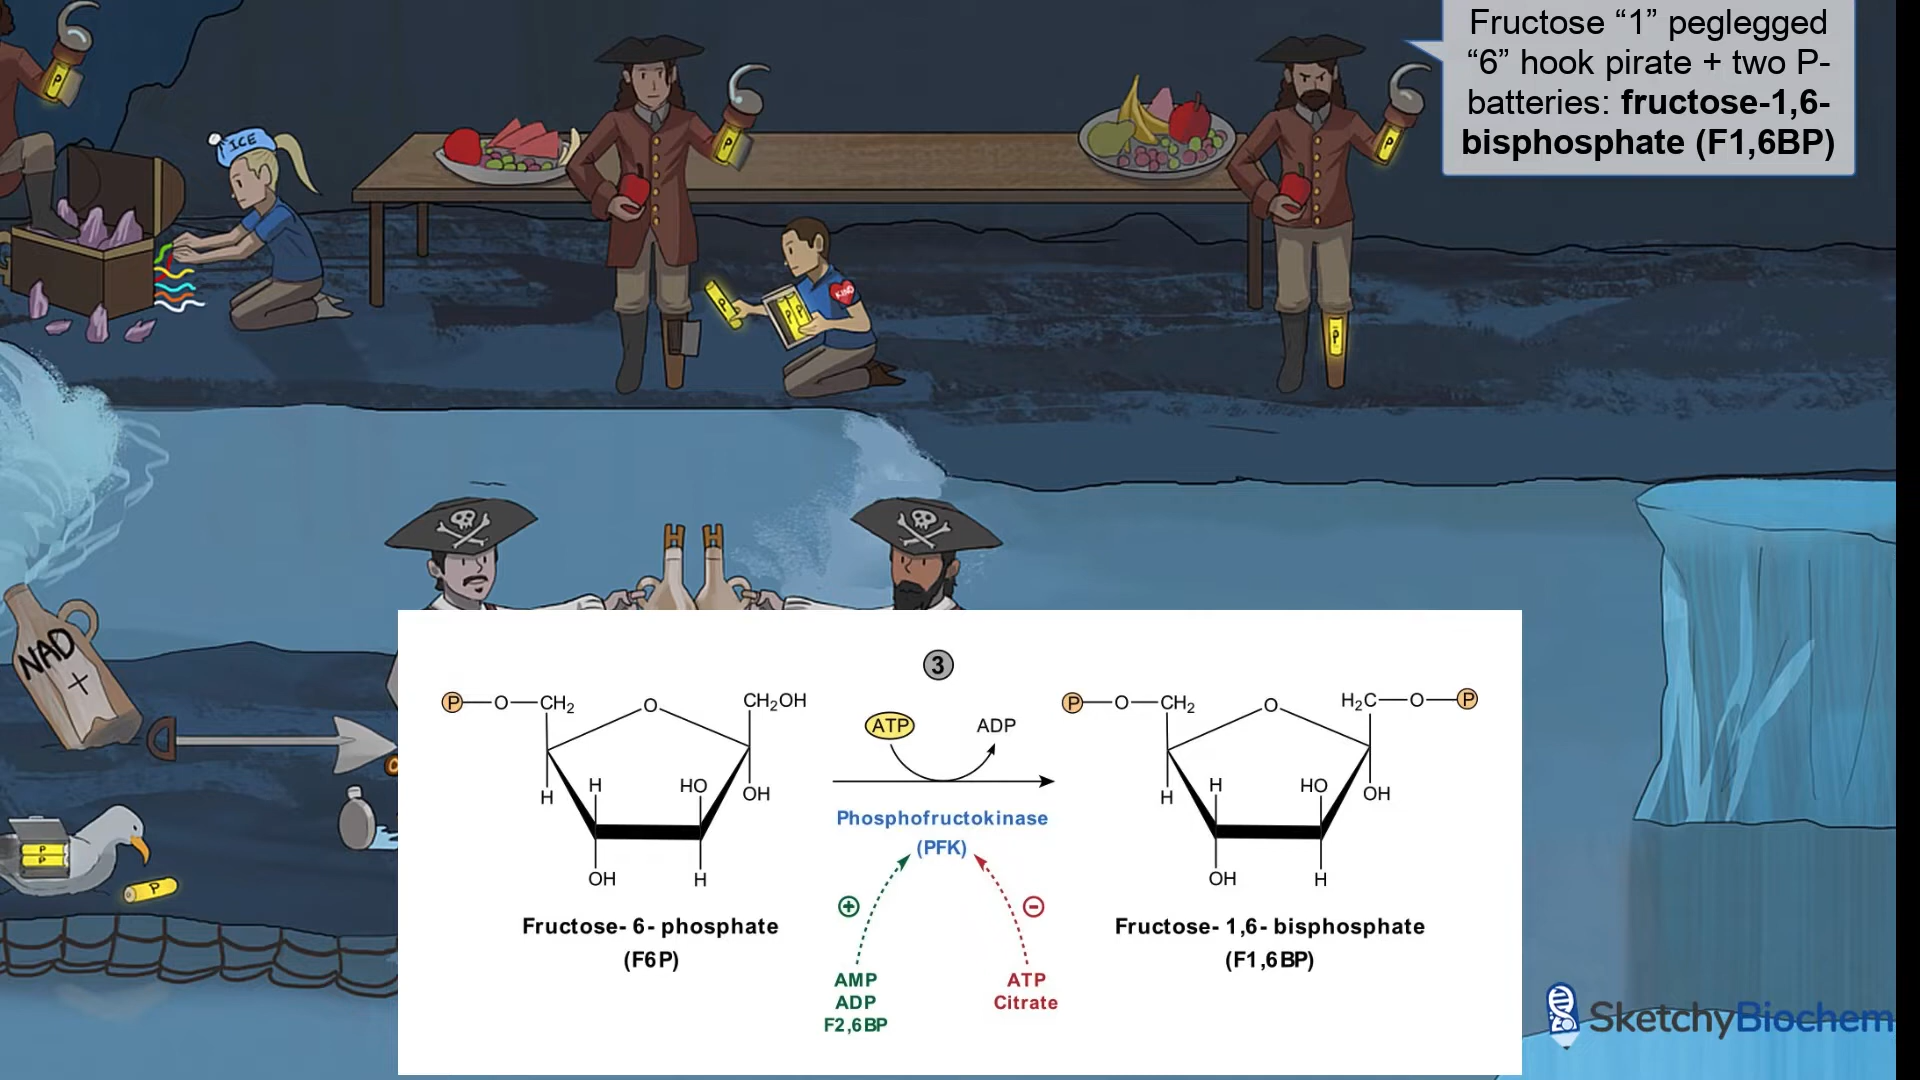 Fructose “1” peglegged
“6” hook pirate + two P-
batteries: fructose-1,6-
bisphosphate (F1,6BP)
P
P
P
ICE
P
KIND
P P
P
H H
NAD
+
P
P
P
3
P—O—CH2
O
CH2OH
ATP
ADP
P—O—CH2
O
H2C—O—P
H
H
HO
OH
H
H
HO
OH
Phosphofructokinase
(PFK)
OH
H
OH
H
+
−
Fructose- 6- phosphate
(F6P)
Fructose- 1,6- bisphosphate
(F1,6BP)
AMP
ADP
F2,6BP
ATP
Citrate
SketchyBiochem